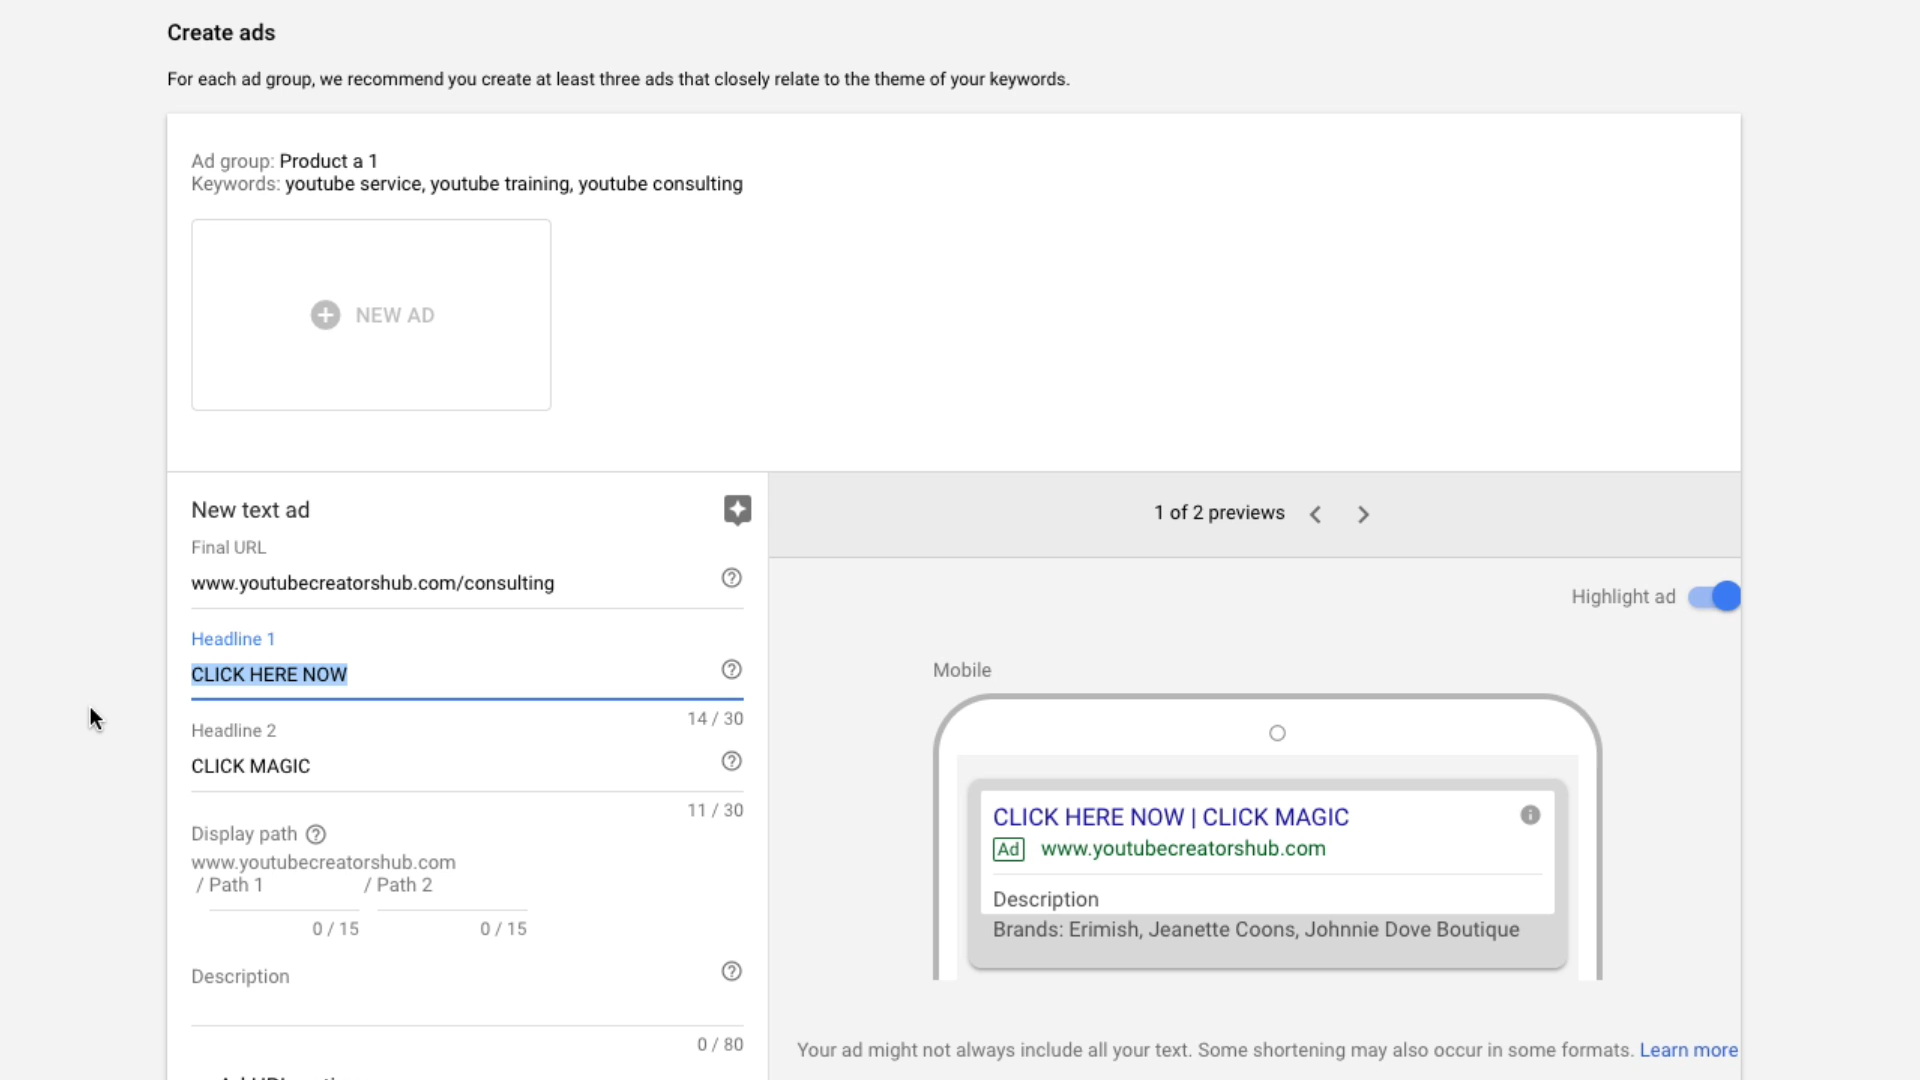 Create ads
For each ad group, we recommend you create at least three ads that closely relate to the theme of your keywords.
Ad group: Product a 1
Keywords: youtube service, youtube training, youtube consulting
NEW AD
New text ad
Final URL
www.youtubecreatorshub.com/consulting
Headline 1
CLICK HERE NOW
14 / 30
Headline 2
CLICK MAGIC
11 / 30
Display path
www.youtubecreatorshub.com
/ Path 1 / Path 2
0 / 15 0 / 15
Description
0 / 80
1 of 2 previews
Highlight ad
Mobile
CLICK HERE NOW | CLICK MAGIC
Ad www.youtubecreatorshub.com
Description
Brands: Erimish, Jeanette Coons, Johnnie Dove Boutique
Your ad might not always include all your text. Some shortening may also occur in some formats. Learn more